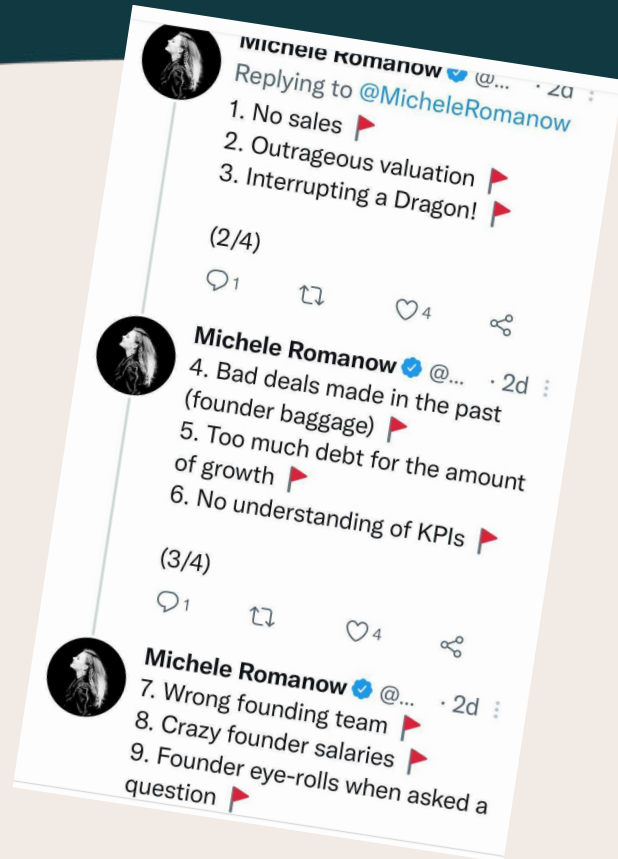 Michele Romanow @... · 2d
Replying to @MicheleRomanow
1. No sales 🚩
2. Outrageous valuation 🚩
3. Interrupting a Dragon! 🚩
(2/4)
1
4
Michele Romanow @... · 2d
4. Bad deals made in the past
(founder baggage) 🚩
5. Too much debt for the amount
of growth 🚩
6. No understanding of KPIs 🚩
(3/4)
1
4
Michele Romanow @... · 2d
7. Wrong founding team 🚩
8. Crazy founder salaries 🚩
9. Founder eye-rolls when asked a
question 🚩